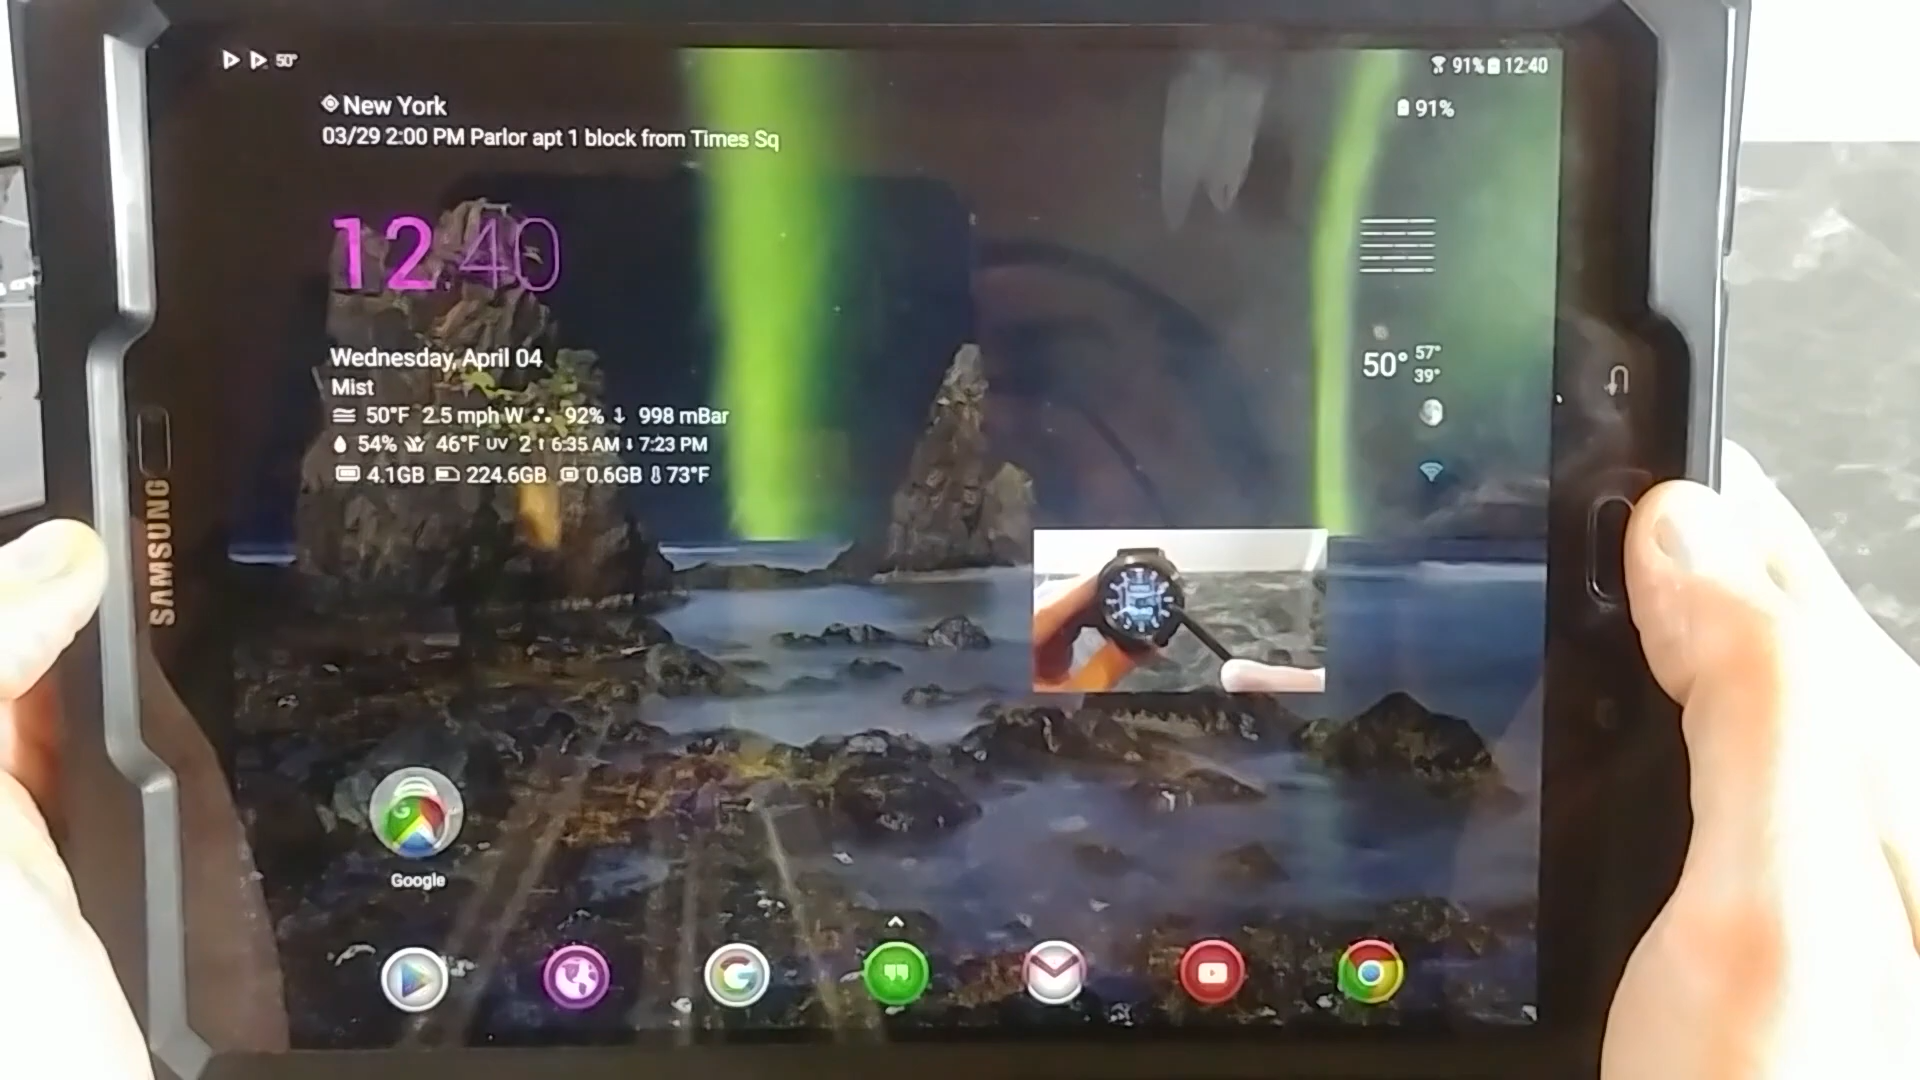 50°
91% 12:40
New York
91%
03/29 2:00 PM Parlor apt 1 block from Times Sq
12:40
Wednesday, April 04
Mist
50°F 2.5 mph W 92% ↓ 998 mBar
54% 46°F UV 2 ↑ 6:35 AM ↓ 7:23 PM
4.1GB 224.6GB 0.6GB 73°F
50° 57°
39°
SAMSUNG
Google